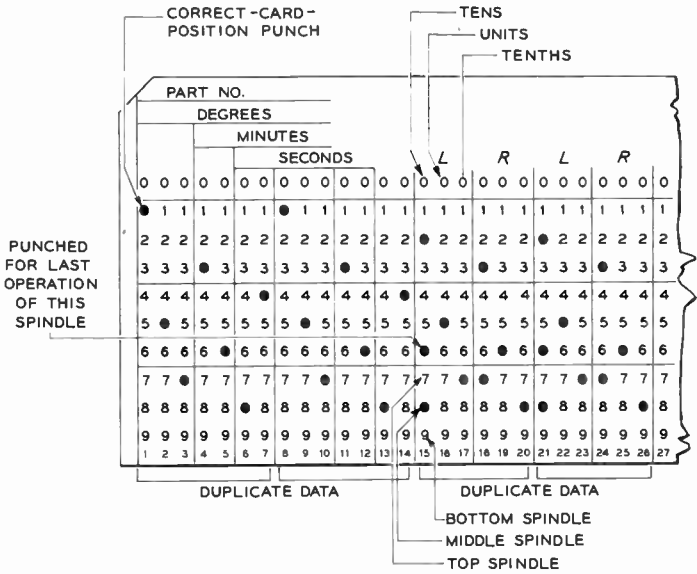 CORRECT-CARD-
POSITION PUNCH
TENS
UNITS
TENTHS
PART NO.
DEGREES
MINUTES
SECONDS
L R L R
0 0 0 0 0 0 0 0 0 0 0 0 0 0 0 0 0 0 0 0 0 0 0 0 0 0 0
1 1 1 1 1 1 1 1 1 1 1 1 1 1 1 1 1 1 1 1 1 1 1 1 1
2 2 2 2 2 2 2 2 2 2 2 2 2 2 2 2 2 2 2 2 2 2 2 2 2
3 3 3 3 3 3 3 3 3 3 3 3 3 3 3 3 3 3 3 3 3 3 3
4 4 4 4 4 4 4 4 4 4 4 4 4 4 4 4 4 4 4 4 4 4 4 4 4
5 5 5 5 5 5 5 5 5 5 5 5 5 5 5 5 5 5 5 5 5 5 5
6 6 6 6 6 6 6 6 6 6 6 6 6 6 6 6 6 6 6 6 6
7 7 7 7 7 7 7 7 7 7 7 7 7 7 7 7 7 7 7 7 7
8 8 8 8 8 8 8 8 8 8 8 8 8 8 8 8 8 8 8 8 8
9 9 9 9 9 9 9 9 9 9 9 9 9 9 9 9 9 9 9 9 9 9 9 9 9 9 9
1 2 3 4 5 6 7 8 9 10 11 12 13 14 15 16 17 18 19 20 21 22 23 24 25 26 27
PUNCHED
FOR LAST
OPERATION
OF THIS
SPINDLE
DUPLICATE DATA DUPLICATE DATA
BOTTOM SPINDLE
MIDDLE SPINDLE
TOP SPINDLE